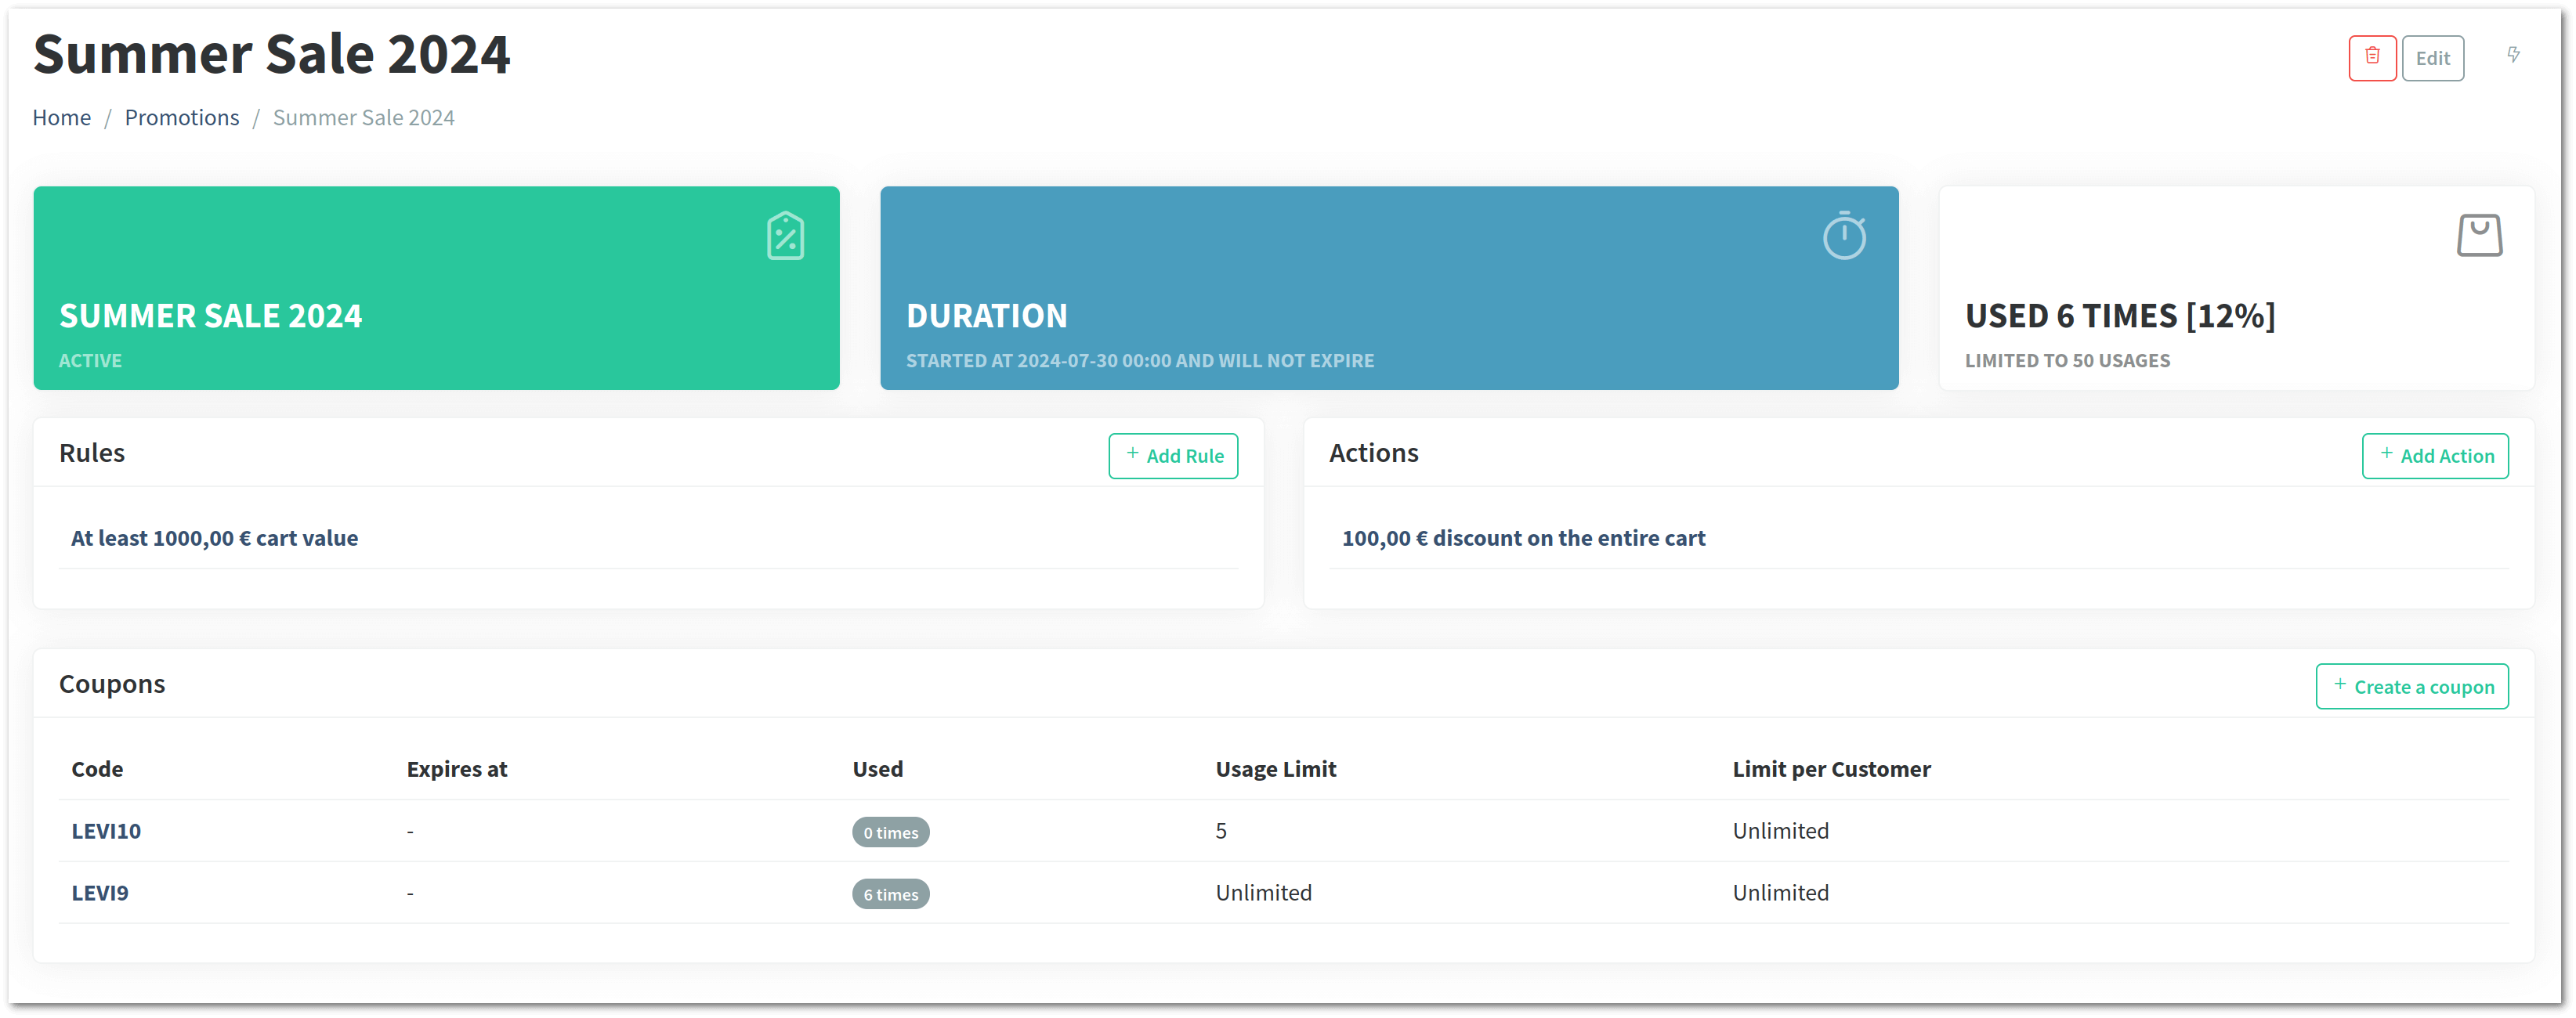 Summer Sale 2024
Edit
Home / Promotions / Summer Sale 2024
SUMMER SALE 2024
ACTIVE
DURATION
STARTED AT 2024-07-30 00:00 AND WILL NOT EXPIRE
USED 6 TIMES [12%]
LIMITED TO 50 USAGES
Rules
+ Add Rule
At least 1000,00 € cart value
Actions
+ Add Action
100,00 € discount on the entire cart
Coupons
+ Create a coupon
Code Expires at Used Usage Limit Limit per Customer
LEVI10 - 0 times 5 Unlimited
LEVI9 - 6 times Unlimited Unlimited